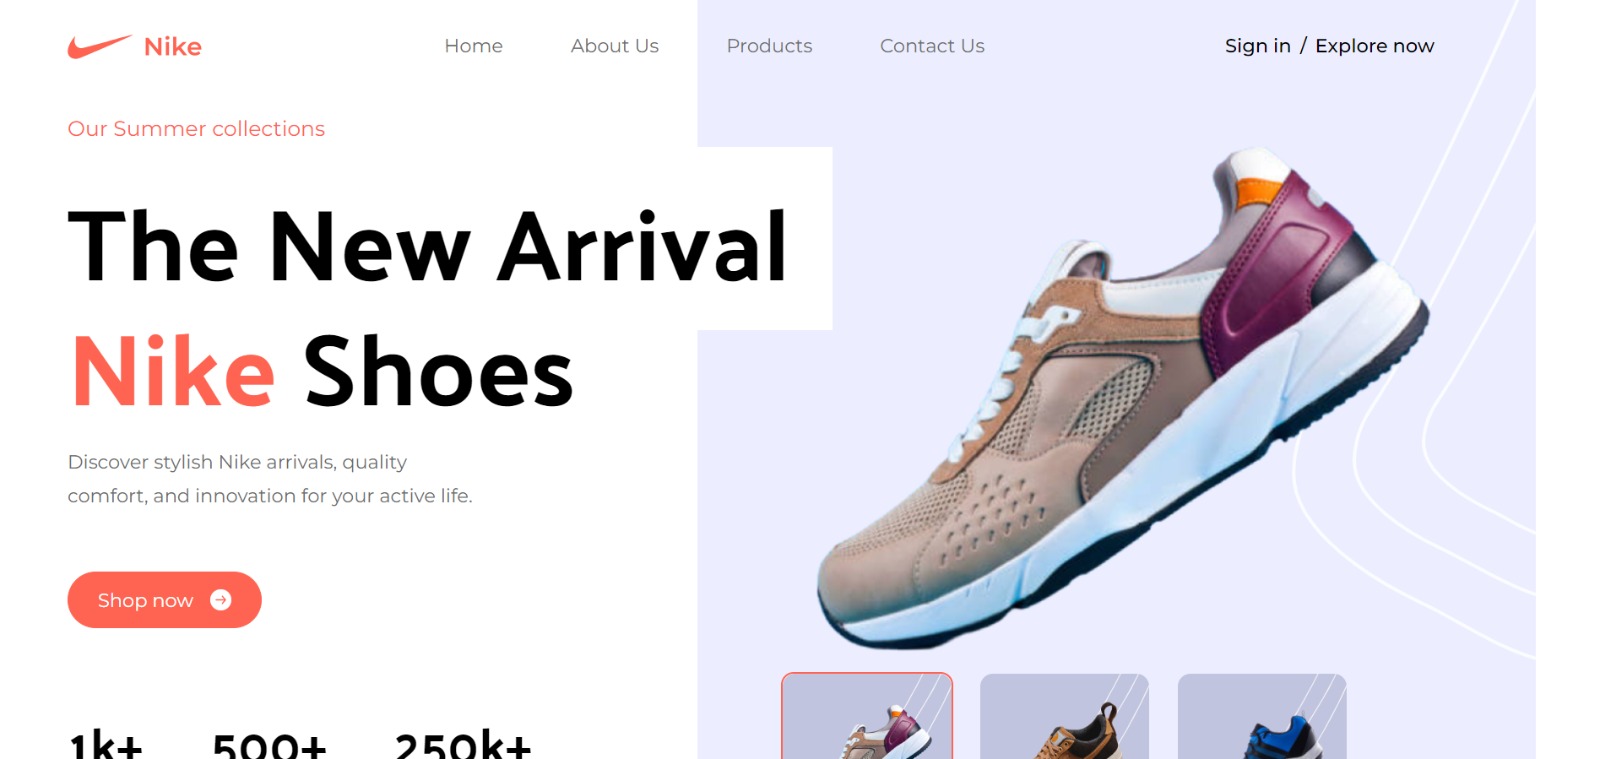 Nike
Home
About Us
Products
Contact Us
Sign in / Explore now
Our Summer collections
The New Arrival
Nike Shoes
Discover stylish Nike arrivals, quality
comfort, and innovation for your active life.
Shop now
1k+
500+
250k+